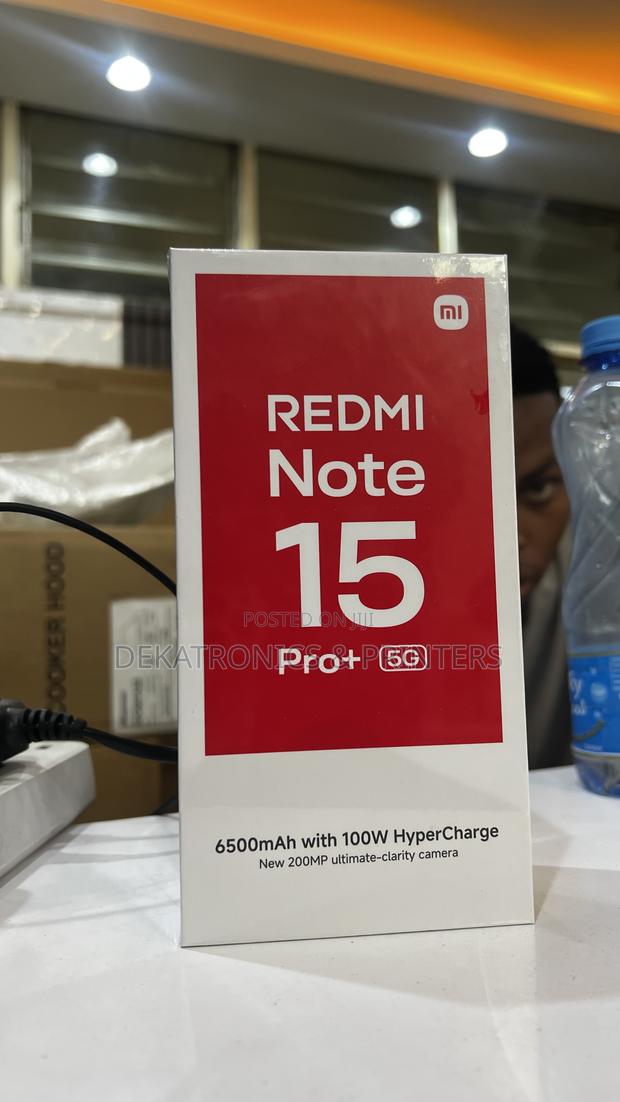 mi
REDMI
Note
15
Pro+ 5G
POSTED ON JIJI
DEKATRONICS & PRINTERS
6500mAh with 100W HyperCharge
New 200MP ultimate-clarity camera
COOKER HOOD